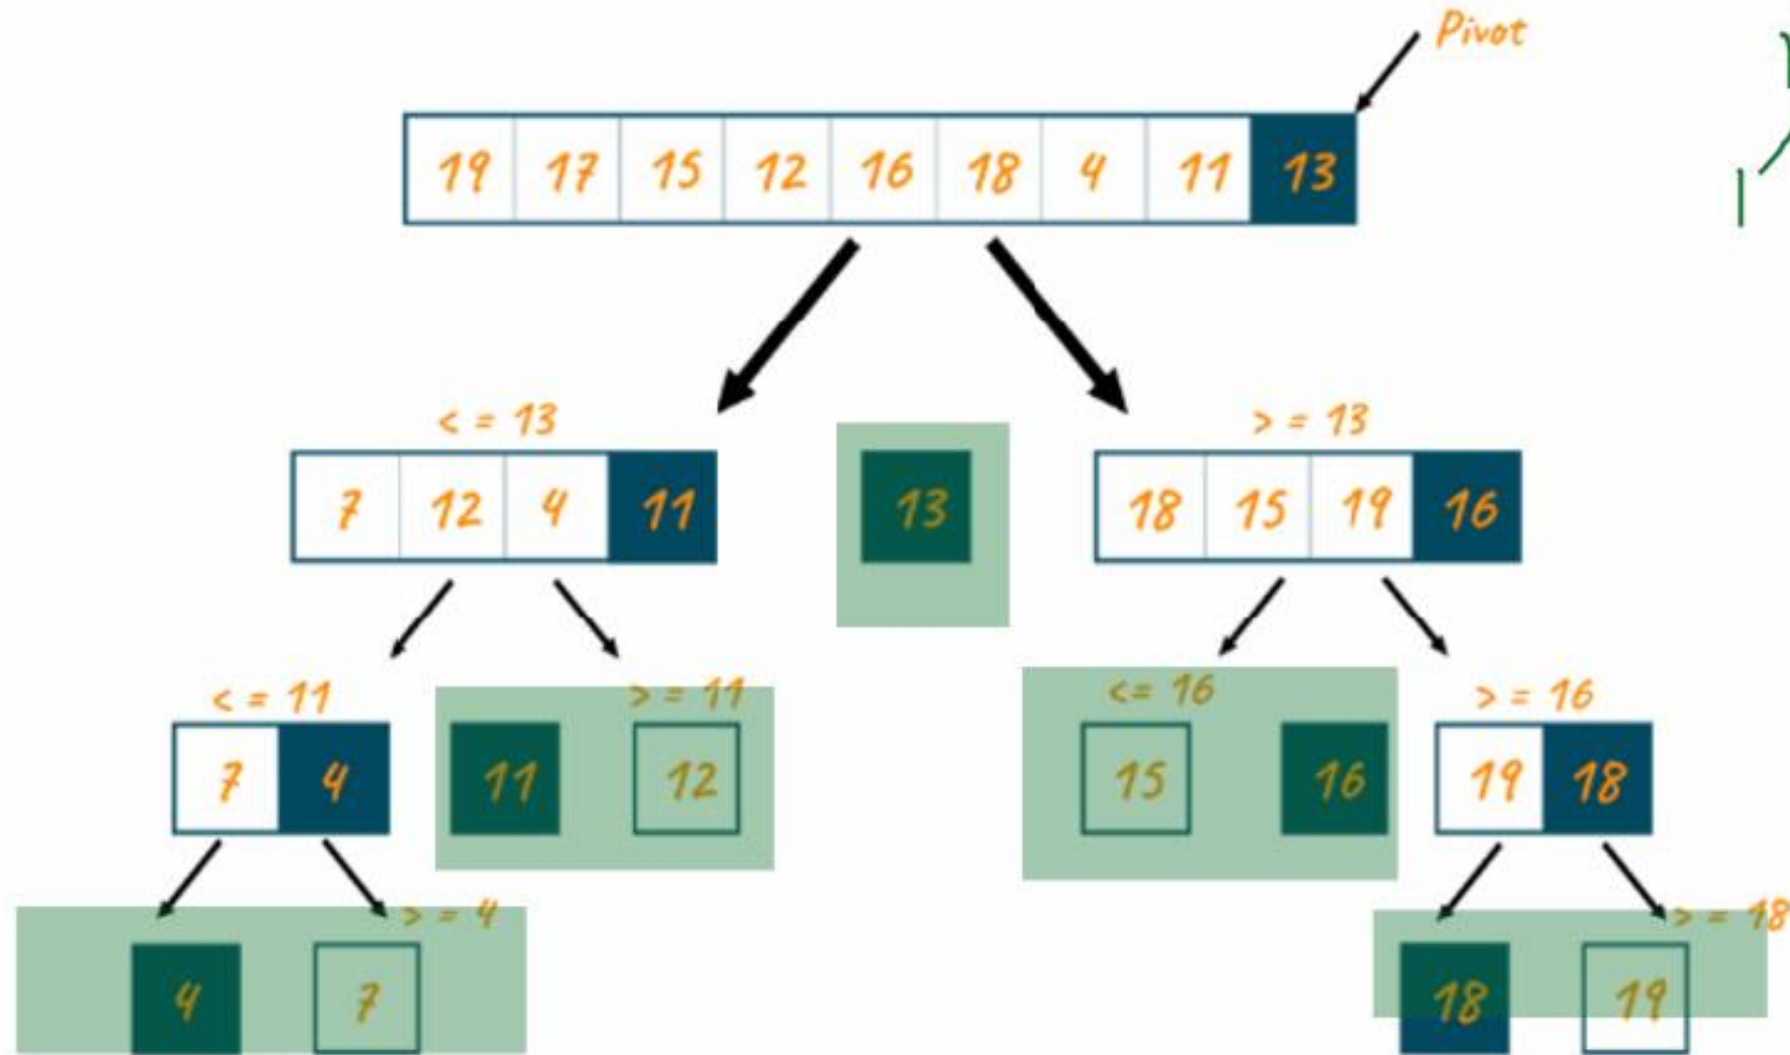 Pivot
19 17 15 12 16 18 4 11 13
< = 13 > = 13
7 12 4 11 13 18 15 19 16
< = 11 > = 11 <= 16 > = 16
7 4 11 12 15 16 19 18
> = 4 > = 18
4 7 18 19